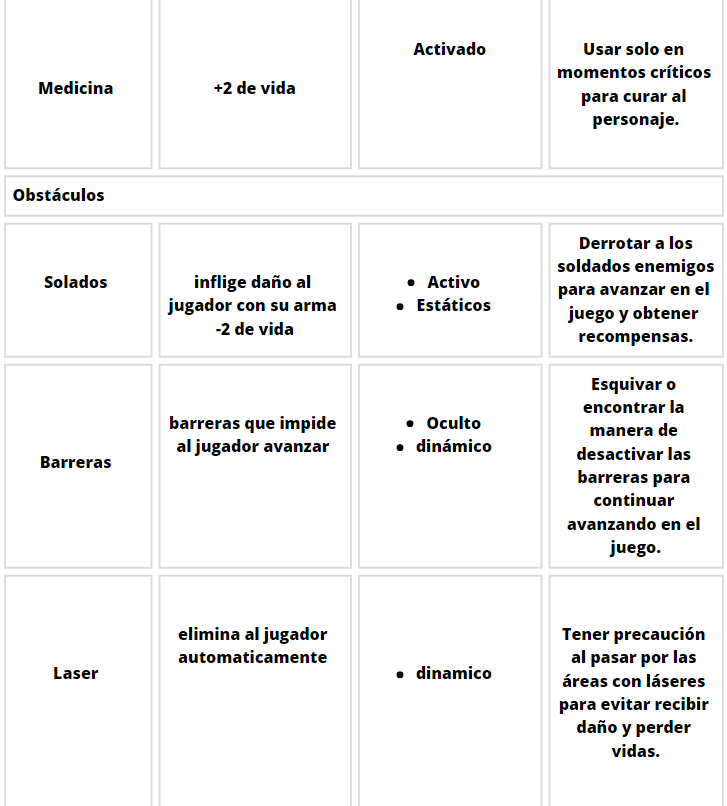 Medicina
+2 de vida
Activado
Usar solo en
momentos críticos
para curar al
personaje.
Obstáculos
Solados
inflige daño al
jugador con su arma
-2 de vida
• Activo
• Estáticos
Derrotar a los
soldados enemigos
para avanzar en el
juego y obtener
recompensas.
Barreras
barreras que impide
al jugador avanzar
• Oculto
• dinámico
Esquivar o
encontrar la
manera de
desactivar las
barreras para
continuar
avanzando en el
juego.
Laser
elimina al jugador
automaticamente
• dinamico
Tener precaución
al pasar por las
áreas con láseres
para evitar recibir
daño y perder
vidas.